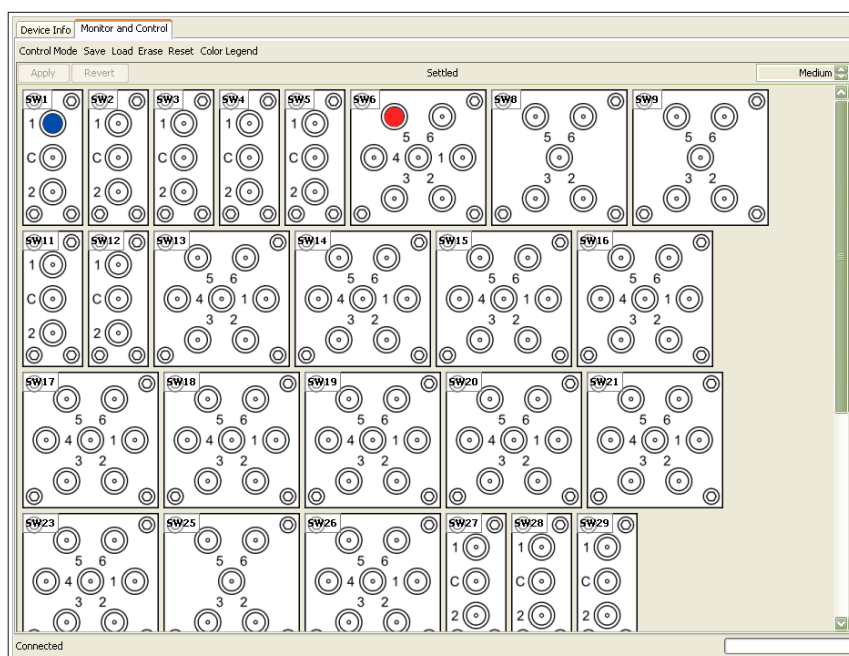 Device Info Monitor and Control
Control Mode Save Load Erase Reset Color Legend
Apply Revert Settled Medium
SW1 SW2 SW3 SW4 SW5 SW6 SW8 SW9
1 1 1 1 1
5 6 5 6 5 6
C C C C C 4 1
3 2 3 2 3 2
2 2 2 2 2
SW11 SW12 SW13 SW14 SW15 SW16
1 1
5 6 5 6 5 6 5 6
C C 4 1 4 1 4 1 4 1
3 2 3 2 3 2 3 2
2 2
SW17 SW18 SW19 SW20 SW21
5 6 5 6 5 6 5 6 5 6
4 1 4 1 4 1 4 1 4 1
3 2 3 2 3 2 3 2 3 2
SW23 SW25 SW26 SW27 SW28 SW29
1 1 1
5 6 5 6 5 6
4 1 4 1 C C C
3 2 3 2 3 2
2 2 2
Connected